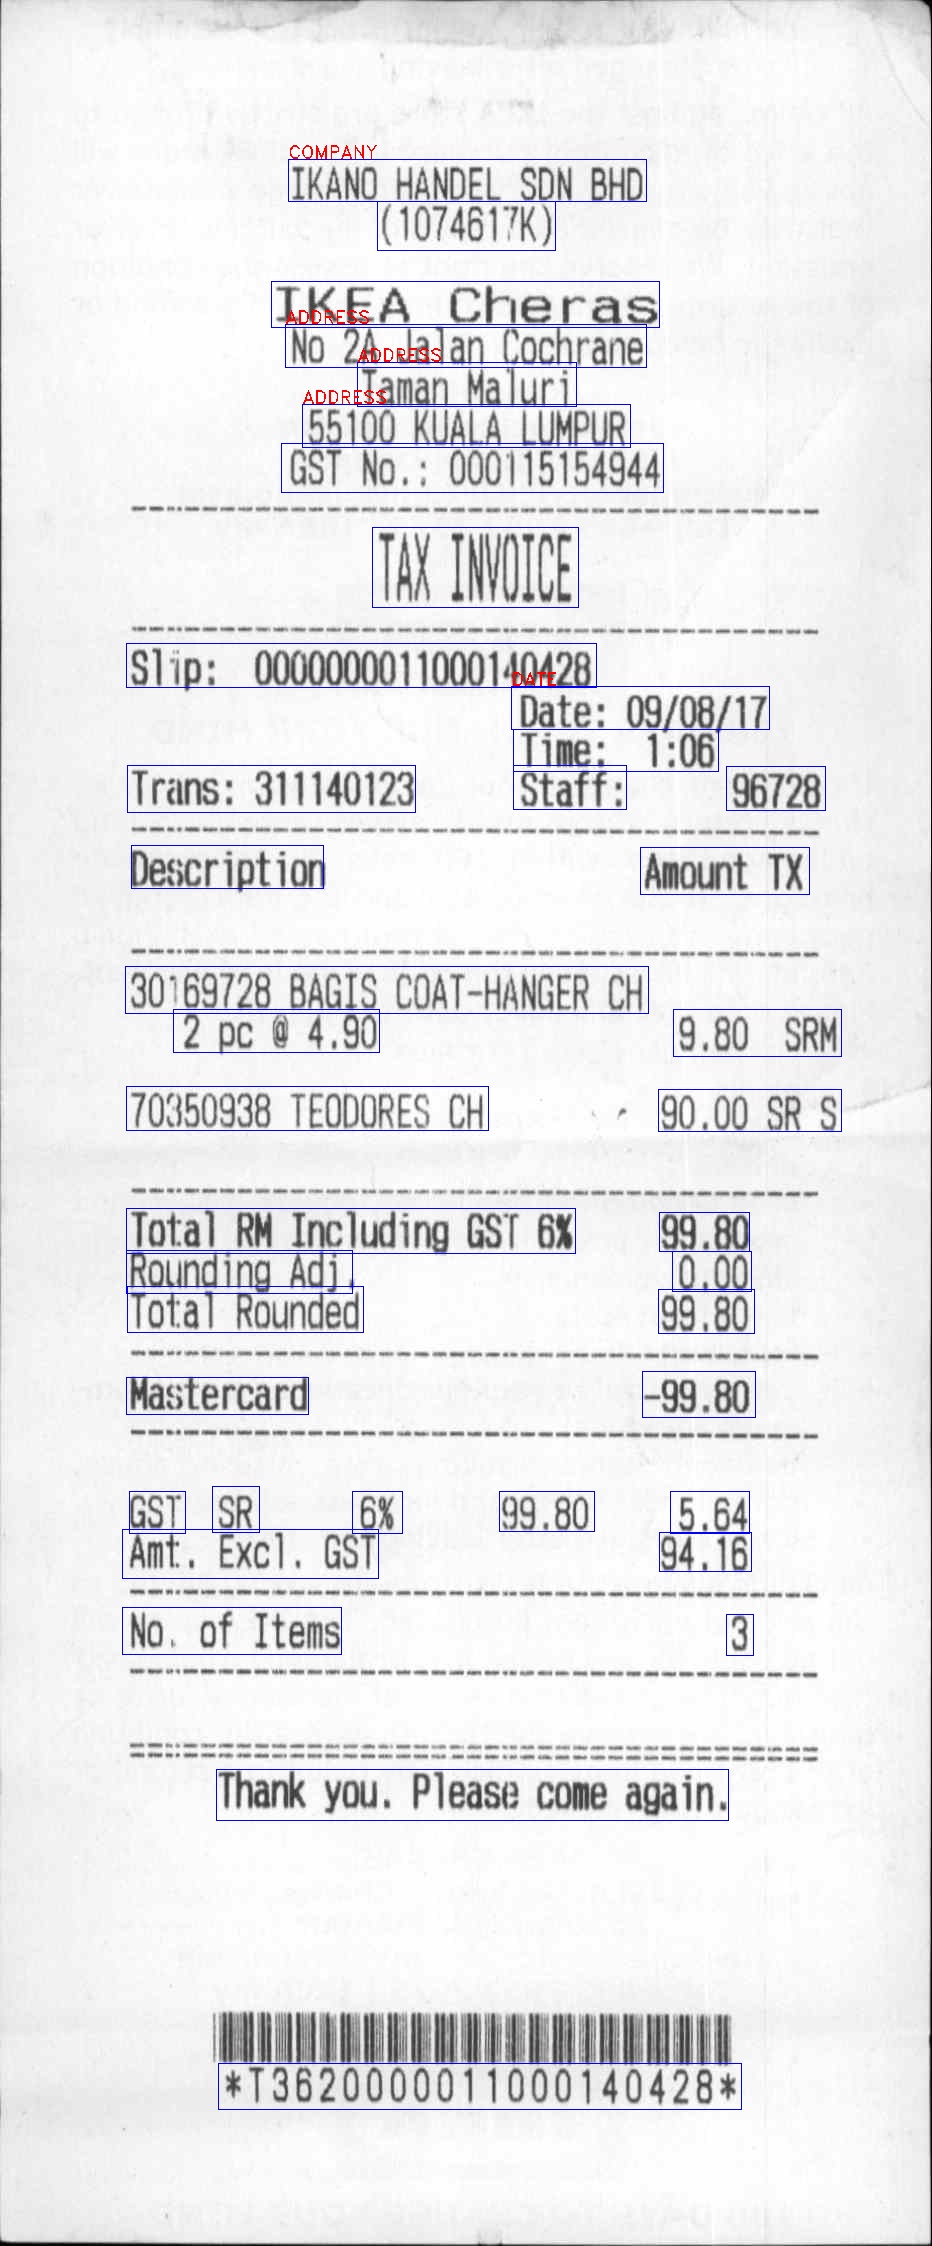 COMPANY
IKANO HANDEL SDN BHD
(1074617K)
IKEA Cheras
ADDRESS
No 2A Jalan Cochrane
ADDRESS
Taman Maluri
ADDRESS
55100 KUALA LUMPUR
GST No.: 000115154944
TAX INVOICE
Slip: 0000000011000140428
DATE
Date: 09/08/17
Time: 1:06
Trans: 311140123 Staff: 96728
Description Amount TX
30169728 BAGIS COAT-HANGER CH
2 pc @ 4.90 9.80 SRM
70350938 TEODORES CH 90.00 SR S
Total RM Including GST 6% 99.80
Rounding Adj. 0.00
Total Rounded 99.80
Mastercard -99.80
GST SR 6% 99.80 5.64
Amt. Excl. GST 94.16
No. of Items 3
Thank you. Please come again.
*T3620000011000140428*